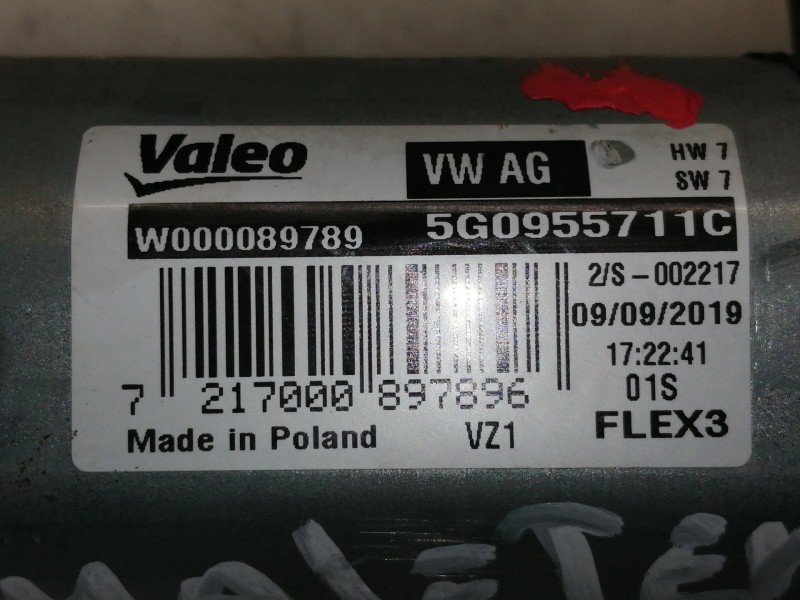 Valeo
VW AG
HW 7
SW 7
W000089789
5G0955711C
2/S-002217
09/09/2019
17:22:41
01S
7 217000 897896
Made in Poland
VZ1
FLEX3